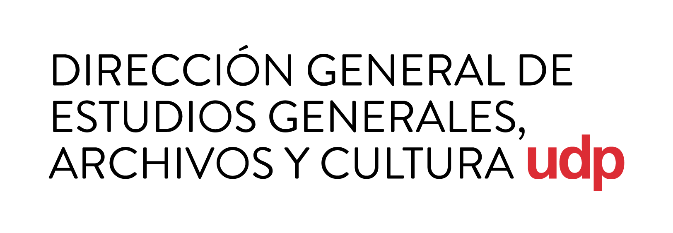 DIRECCIÓN GENERAL DE
ESTUDIOS GENERALES,
ARCHIVOS Y CULTURA udp